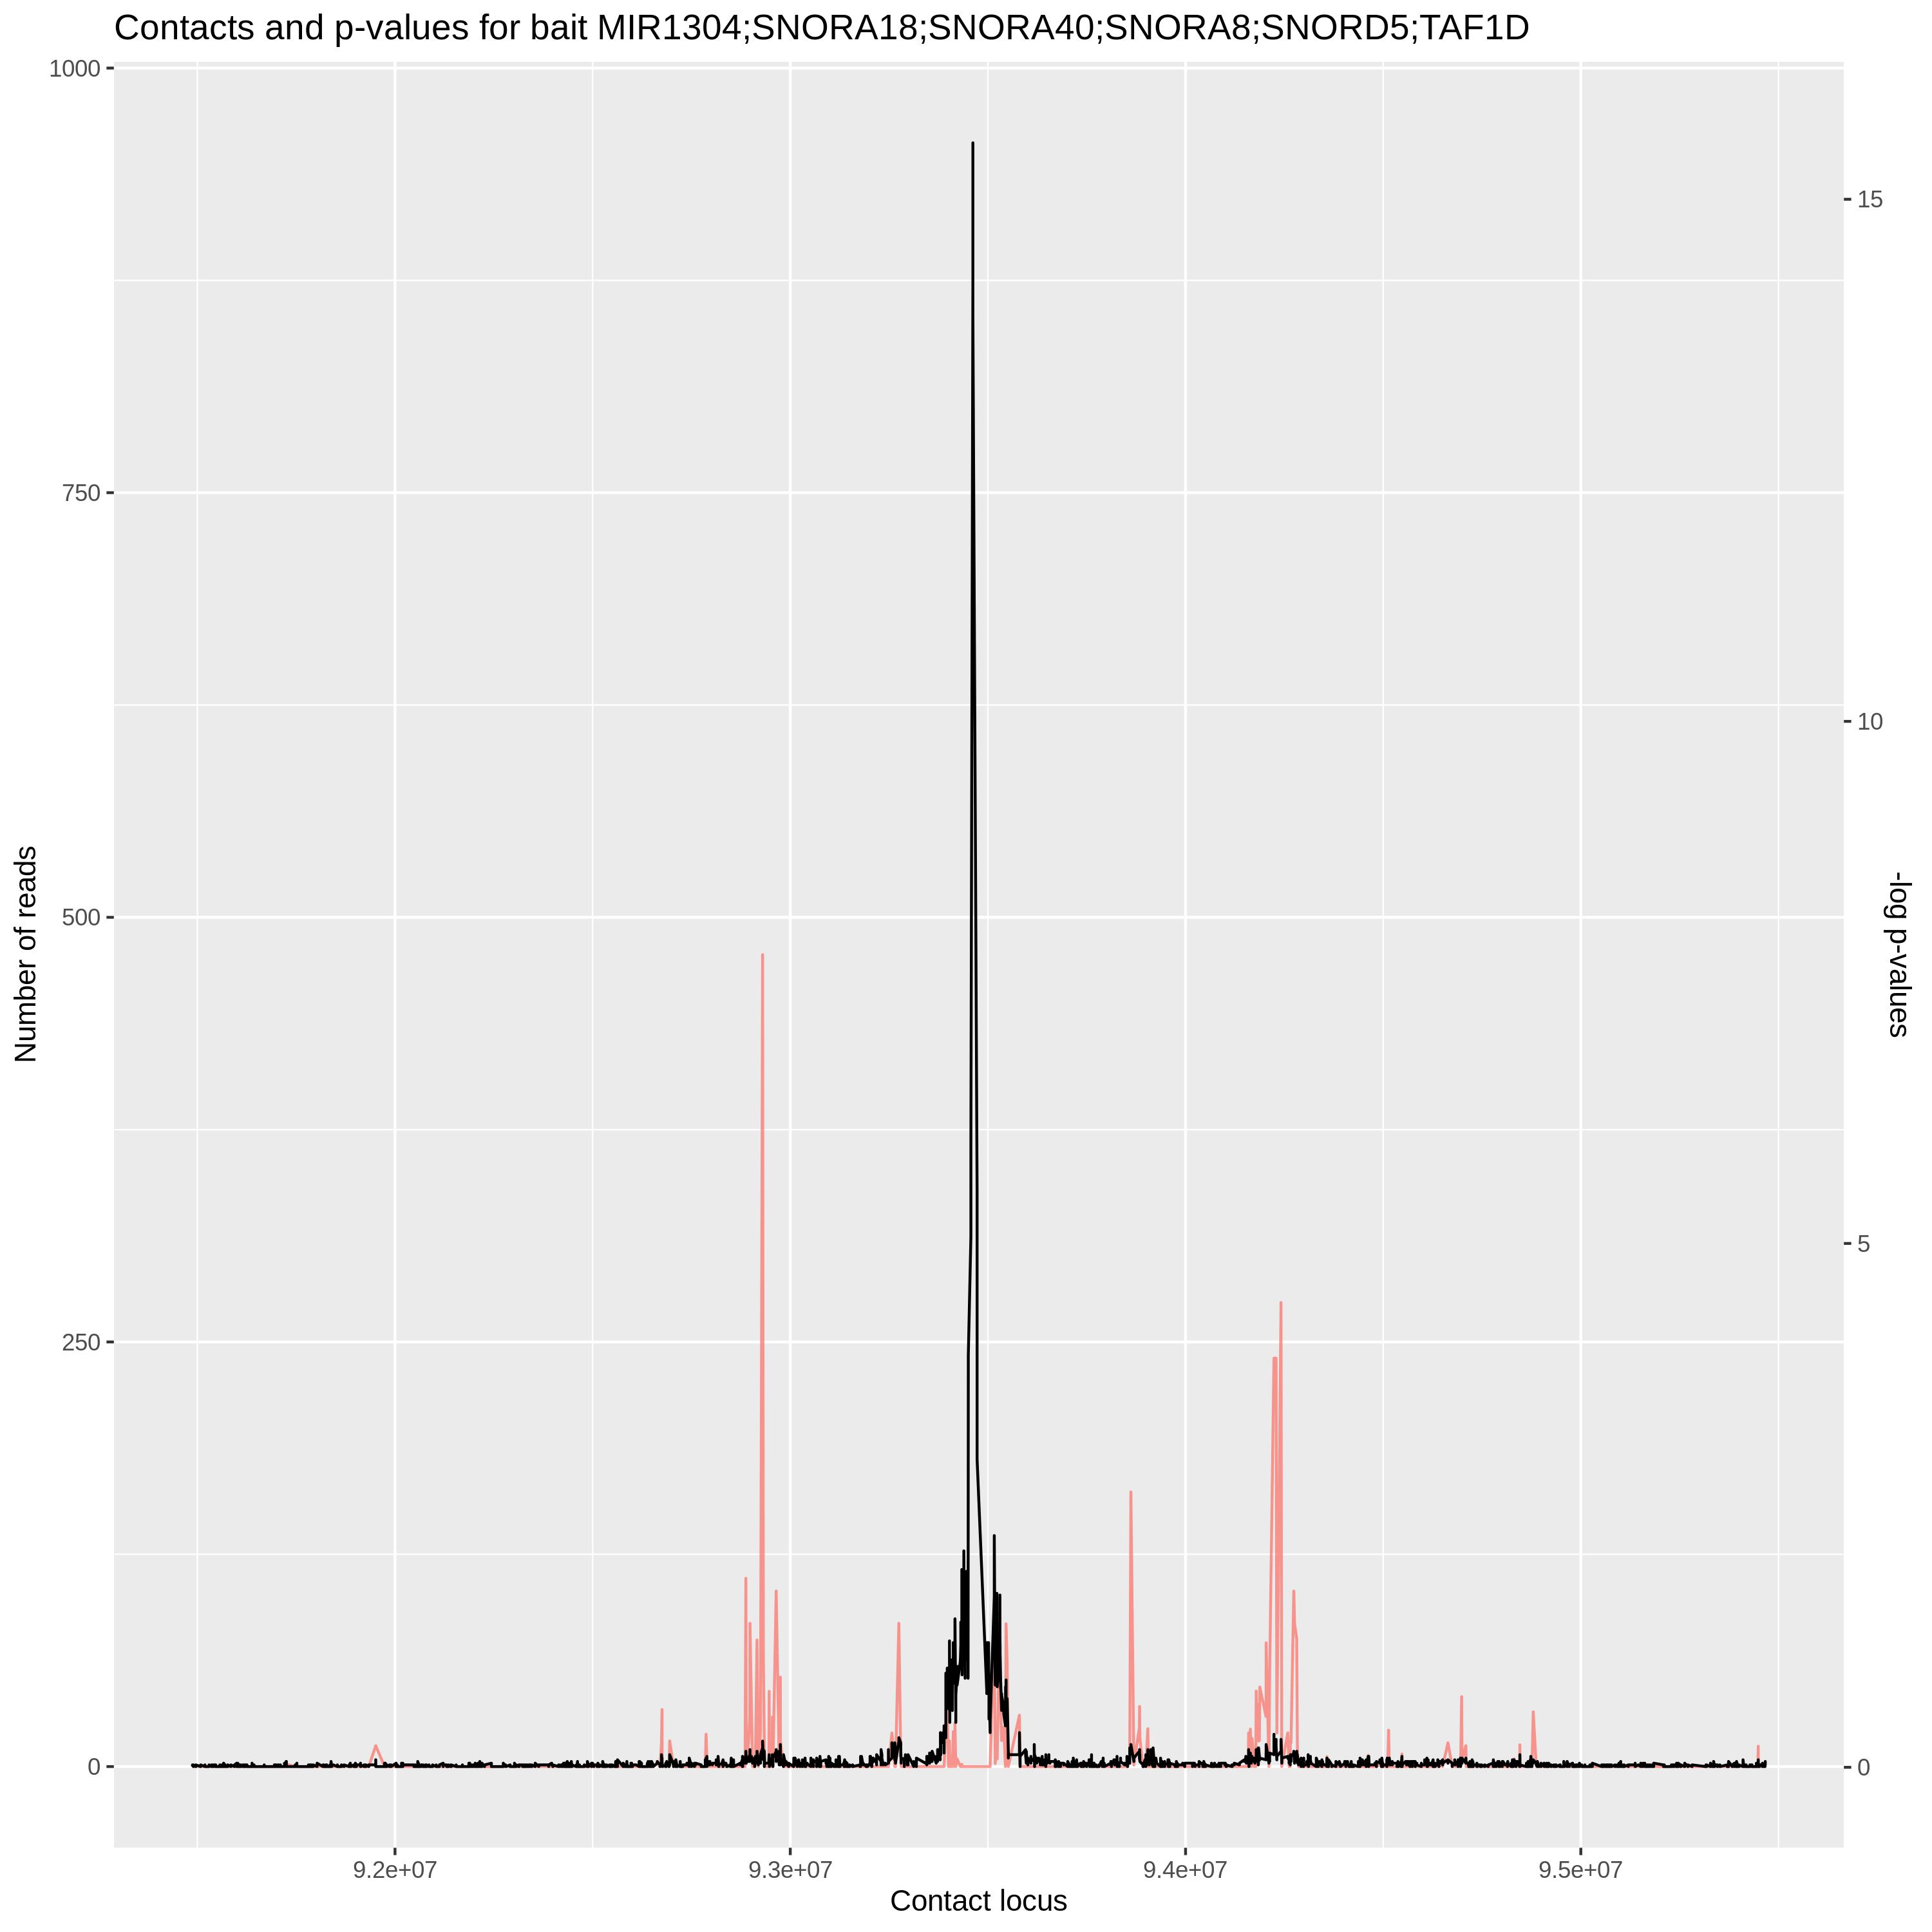 Contacts and p-values for bait MIR1304;SNORA18;SNORA40;SNORA8;SNORD5;TAF1D
1000
750
500
250
0
Number of reads
15
10
5
0
-log p-values
9.2e+07
9.3e+07
9.4e+07
9.5e+07
Contact locus